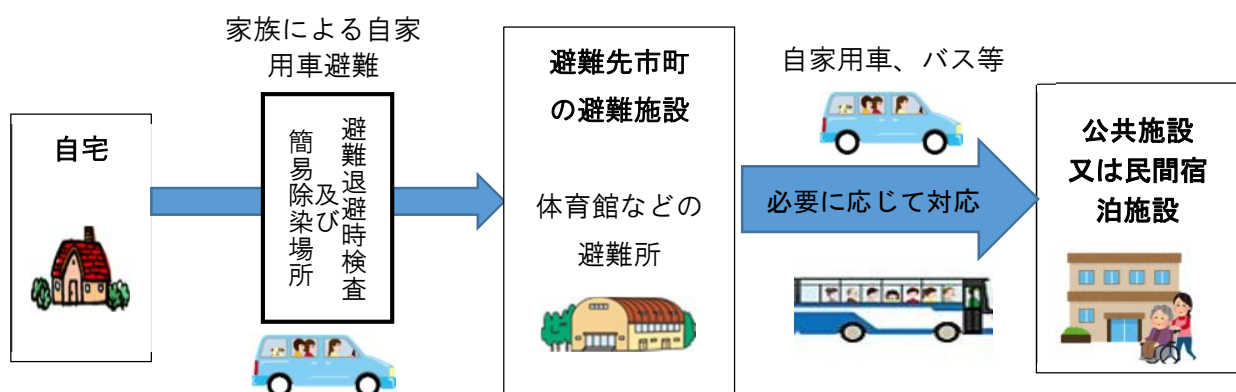 自宅
家族による自家
用車避難
避難退避時検査
及び
簡易除染場所
避難先市町
の避難施設
体育館などの
避難所
自家用車、バス等
必要に応じて対応
公共施設
又は民間宿
泊施設